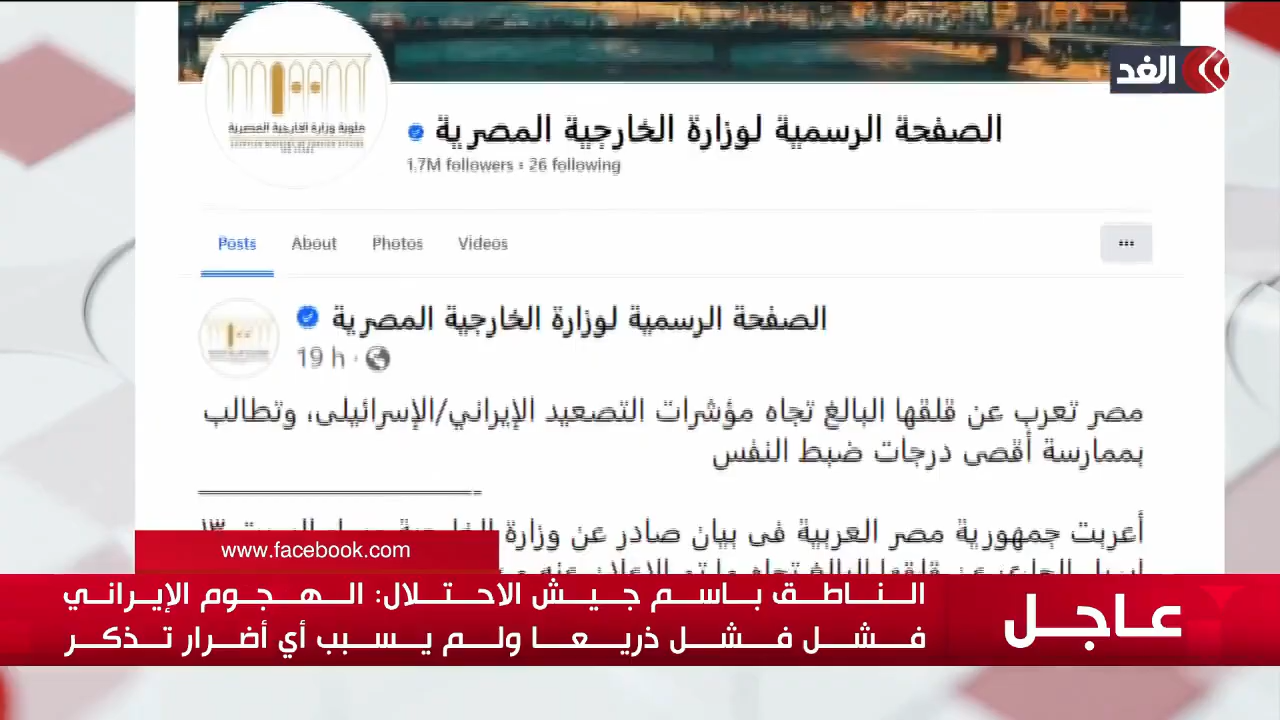 الغد
الصفحة الرسمية لوزارة الخارجية المصرية
1.7M followers • 26 following
Posts About Photos Videos
الصفحة الرسمية لوزارة الخارجية المصرية
19 h
مصر تعرب عن قلقها البالغ تجاه مؤشرات التصعيد الإيراني/الإسرائيلى، وتطالب
بممارسة أقصى درجات ضبط النفس
أعربت جمهورية مصر العربية فى بيان صادر عن وزارة
www.facebook.com
عاجل
الناطق باسم جيش الاحتلال: الهجوم الإيراني
فشل فشل ذريعا ولم يسبب أي أضرار تذكر